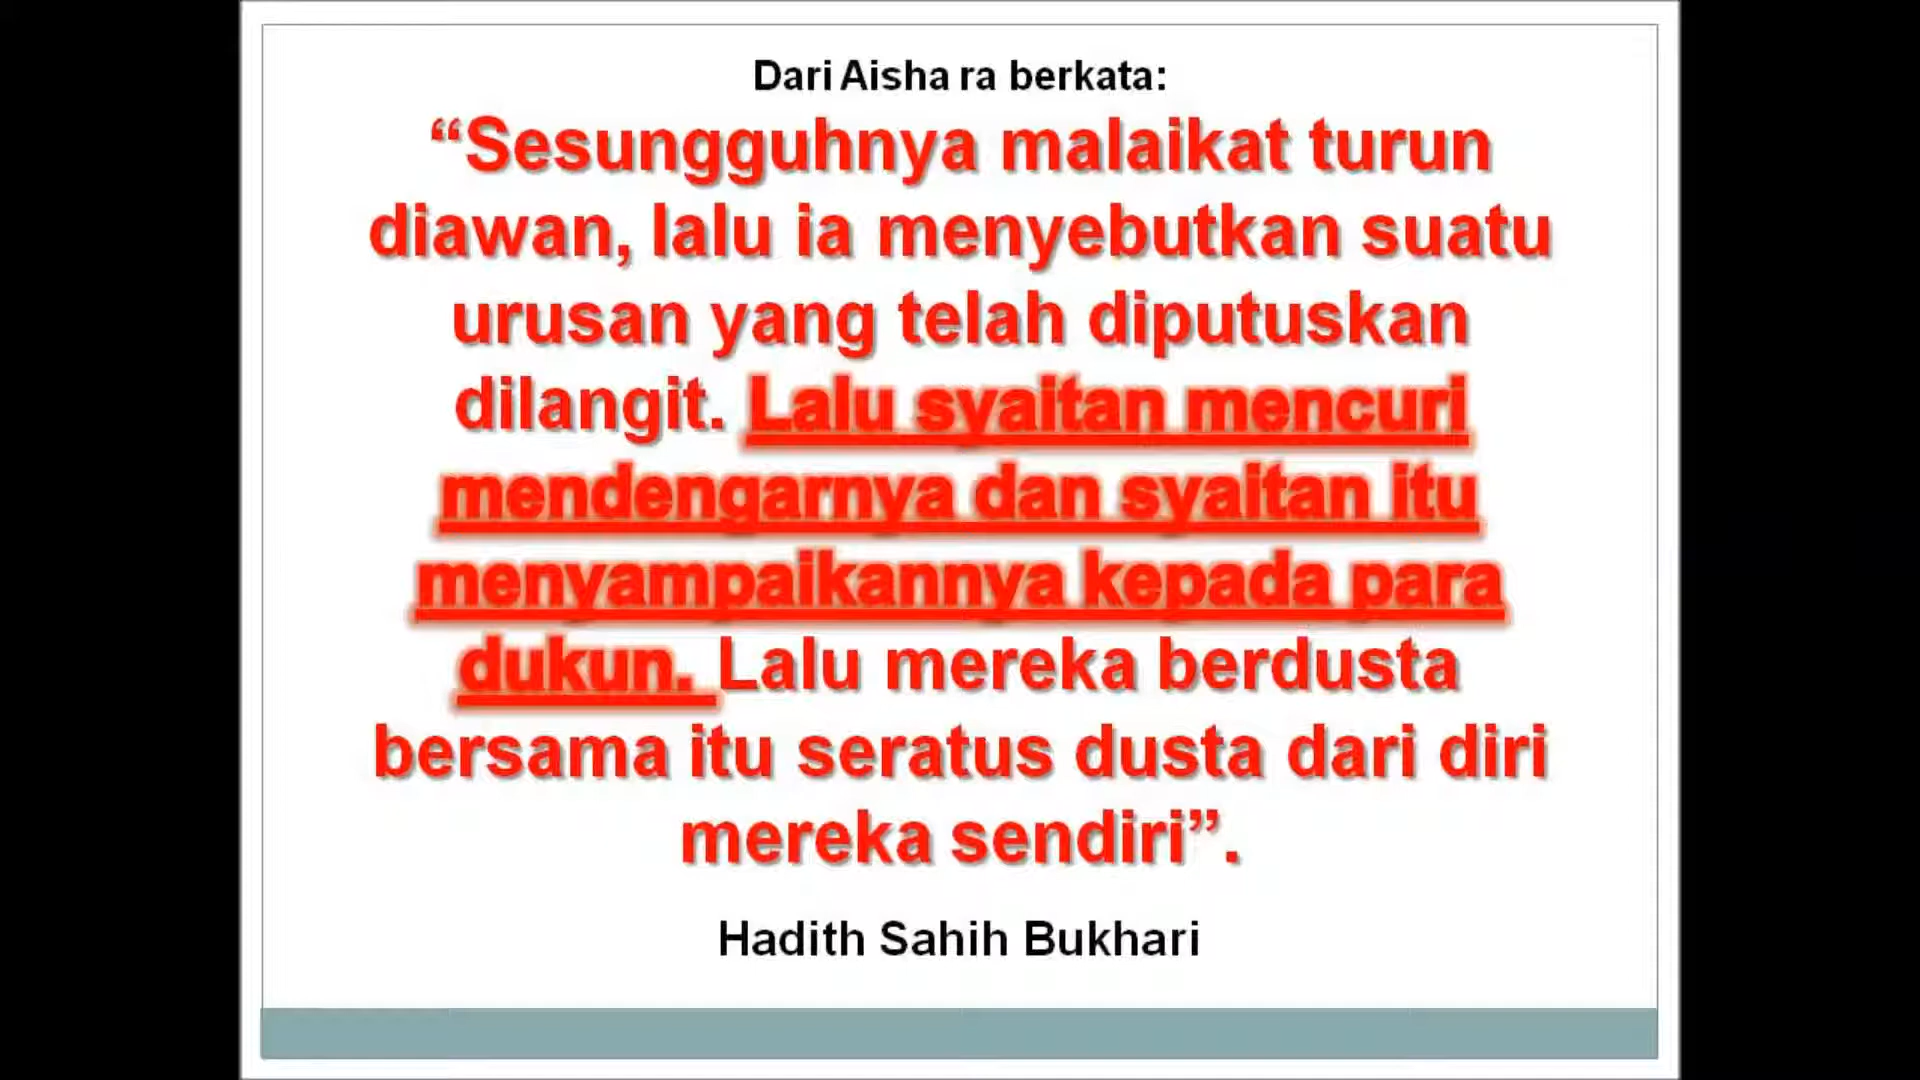 Dari Aisha ra berkata:
“Sesungguhnya malaikat turun
diawan, lalu ia menyebutkan suatu
urusan yang telah diputuskan
dilangit. Lalu syaitan mencuri
mendengarnya dan syaitan itu
menyampaikannya kepada para
dukun. Lalu mereka berdusta
bersama itu seratus dusta dari diri
mereka sendiri”.
Hadith Sahih Bukhari